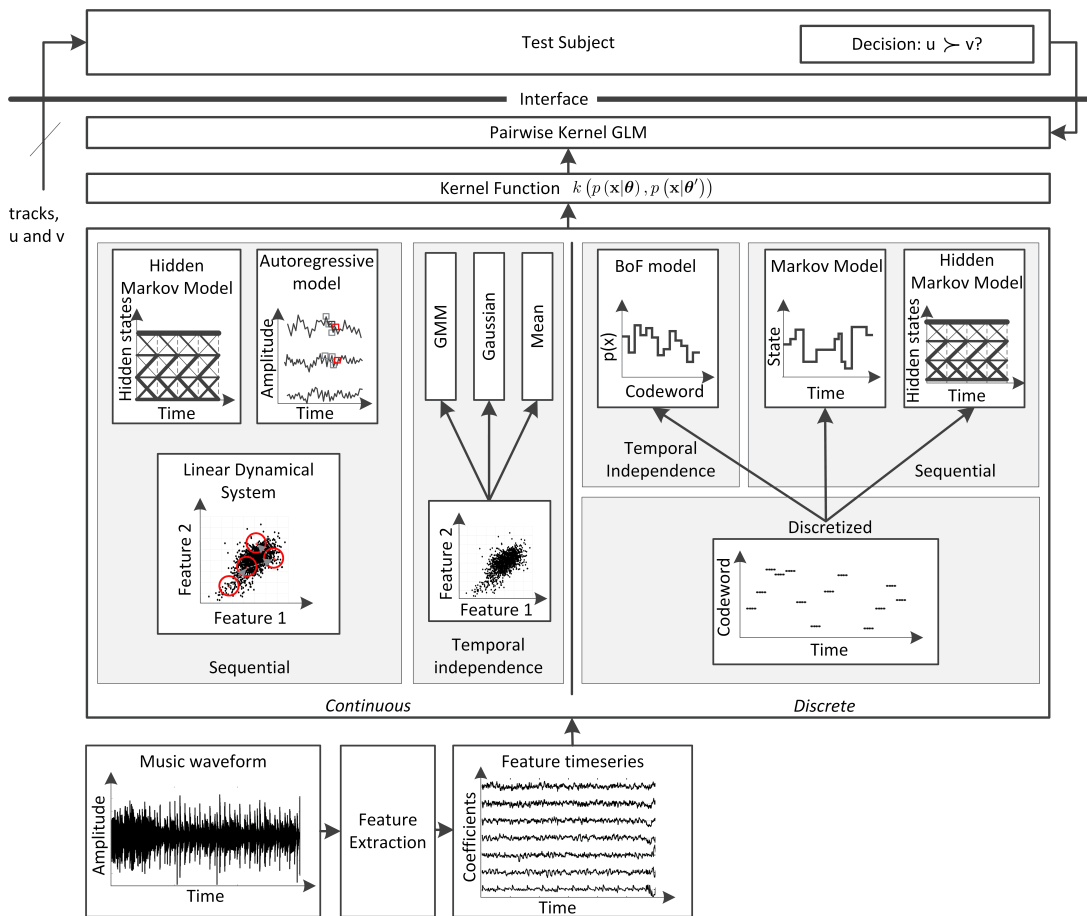 Test Subject
Decision: u ≻ v?
Interface
Pairwise Kernel GLM
Kernel Function k(p(x|θ), p(x|θ′))
tracks,
u and v
Hidden
Markov Model
Hidden states
Time
Autoregressive
model
Amplitude
Time
GMM
Gaussian
Mean
BoF model
p(x)
Codeword
Markov Model
State
Time
Hidden
Markov Model
Hidden states
Time
Temporal
Independence
Sequential
Linear Dynamical
System
Feature 2
Feature 1
Sequential
Feature 2
Feature 1
Temporal
independence
Discretized
Codeword
Time
Continuous
Discrete
Music waveform
Amplitude
Time
Feature
Extraction
Feature timeseries
Coefficients
Time